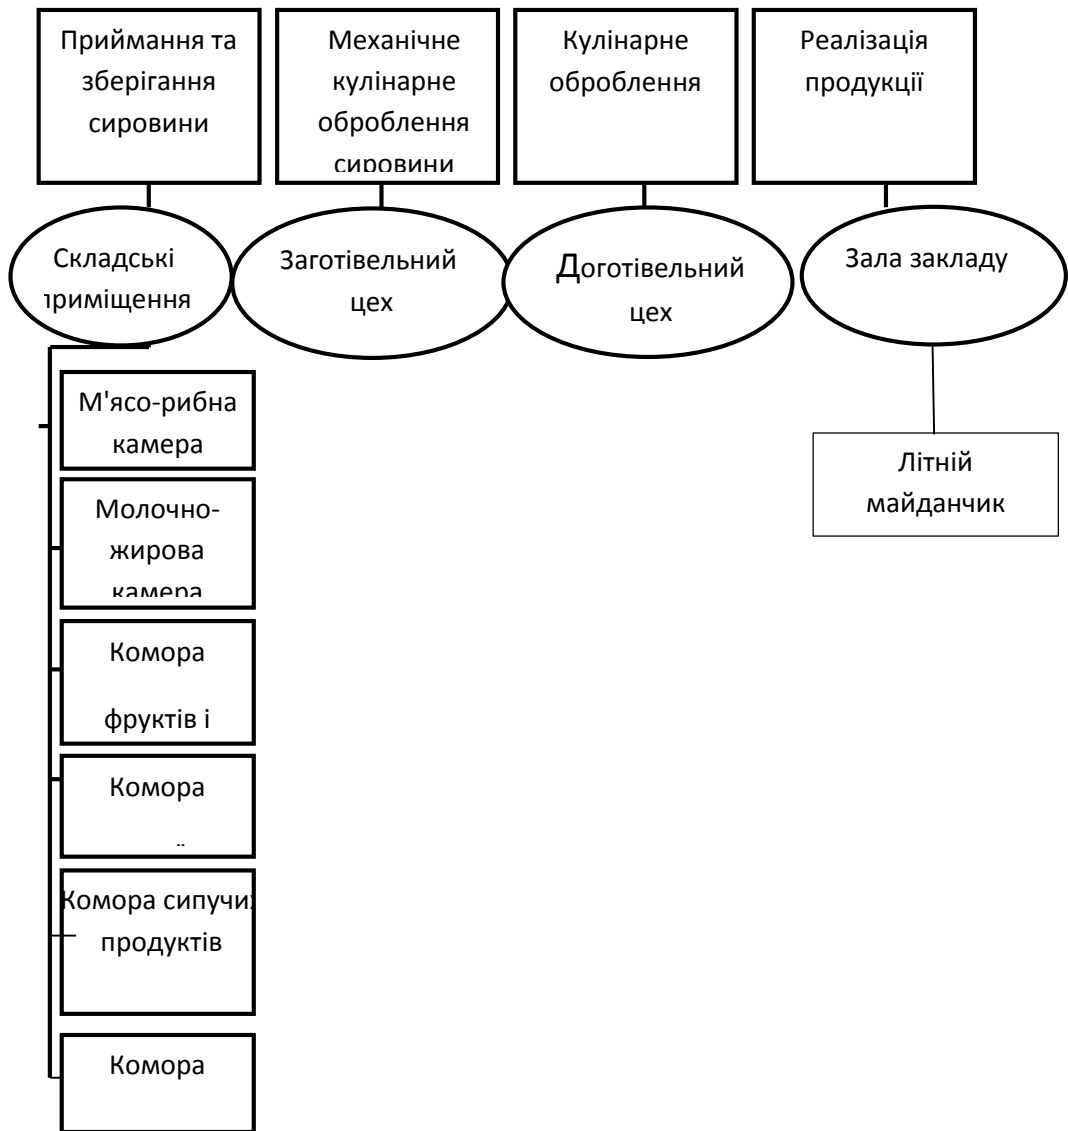 Приймання та
зберігання
сировини
Механічне
кулінарне
оброблення
сировини
Кулінарне
оброблення
Реалізація
продукції
Складські
приміщення
Заготівельний
цех
Доготівельний
цех
Зала закладу
М'ясо-рибна
камера
Молочно-
жирова
камера
Комора
фруктів і
Комора
Комора сипучих
продуктів
Комора
Літній
майданчик